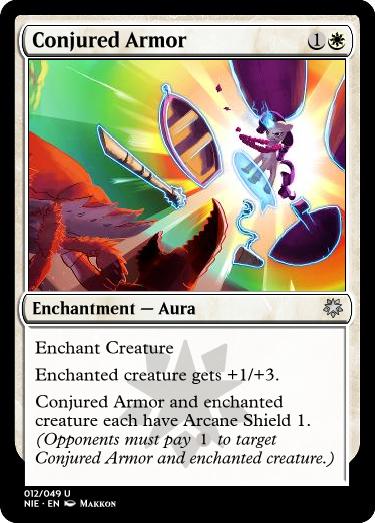 Conjured Armor 1
Enchantment — Aura
Enchant Creature
Enchanted creature gets +1/+3.
Conjured Armor and enchanted
creature each have Arcane Shield 1.
(Opponents must pay 1 to target
Conjured Armor and enchanted creature.)
012/049 U
NIE · EN Makkon